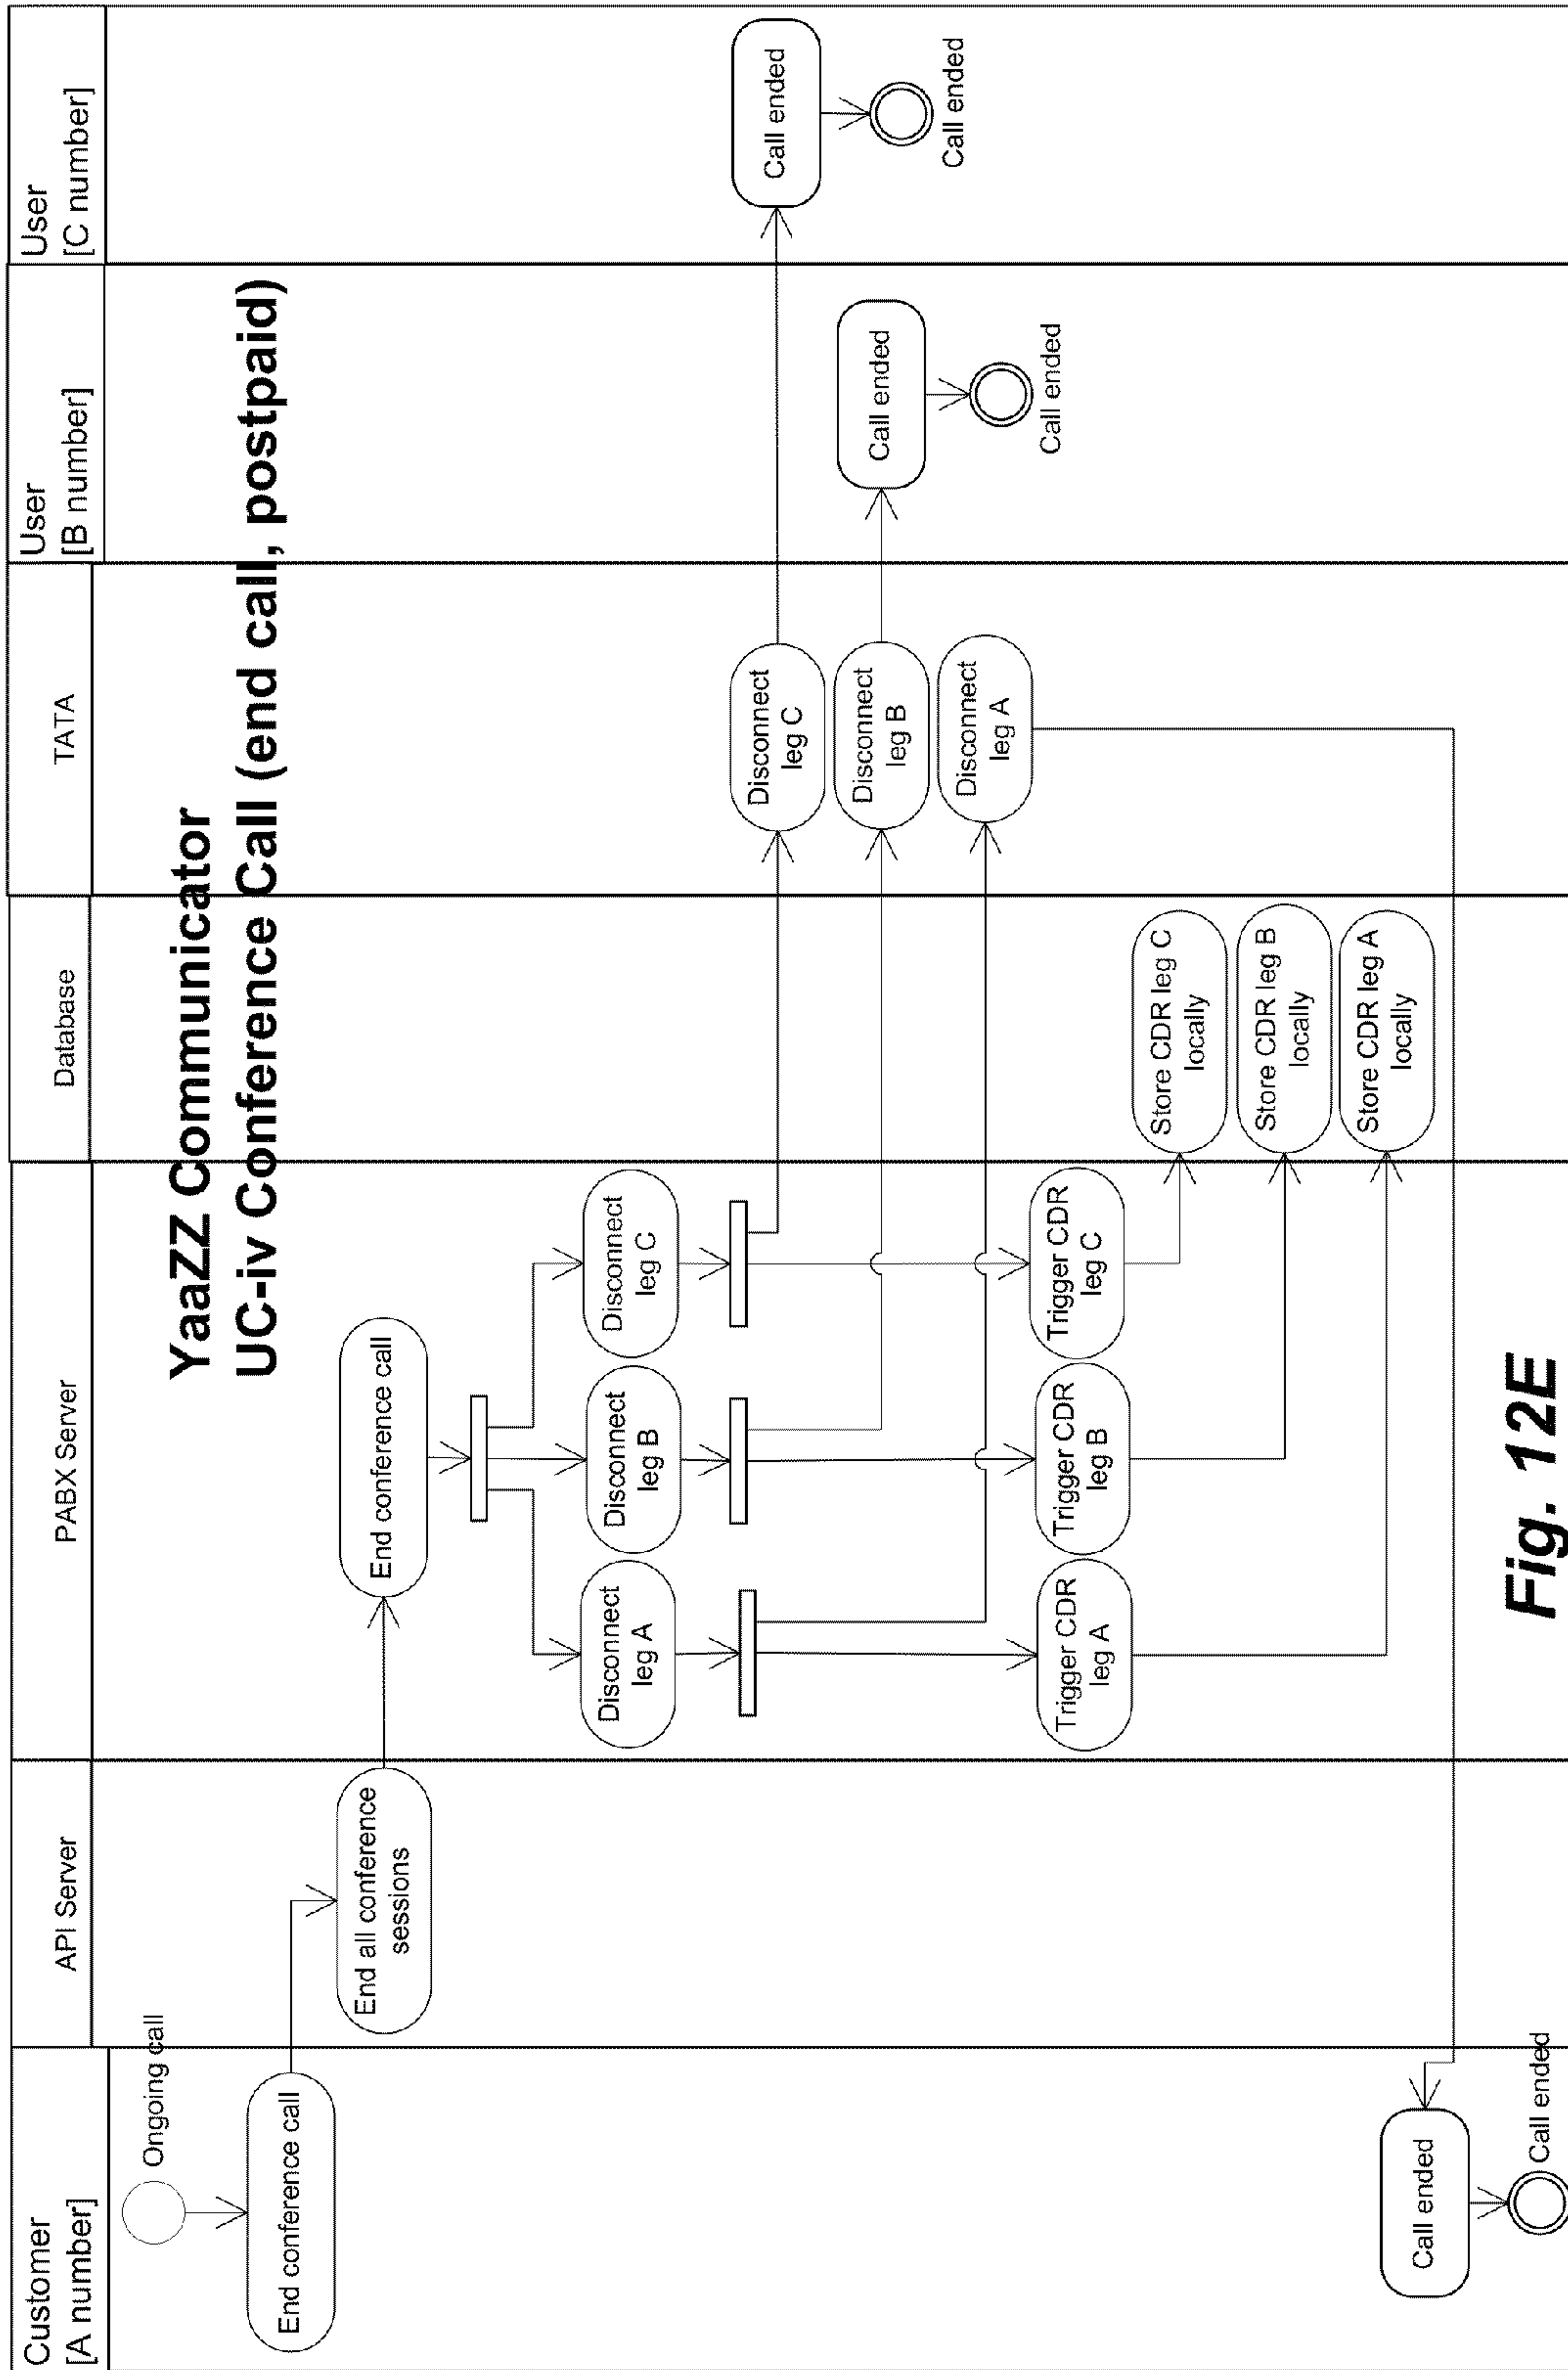 Customer
[A number]
API Server
PABX Server
Database
TATA
User
[B number]
User
[C number]
YaaZZ Communicator
UC-iv Conference Call (end call, postpaid)
Ongoing call
End conference call
End all conference
sessions
End conference call
Disconnect
leg A
Disconnect
leg B
Disconnect
leg C
Disconnect
leg C
Disconnect
leg B
Disconnect
leg A
Call ended
Call ended
Call ended
Call ended
Trigger CDR
leg A
Trigger CDR
leg B
Trigger CDR
leg C
Store CDR leg C
locally
Store CDR leg B
locally
Store CDR leg A
locally
Call ended
Call ended
Fig. 12E